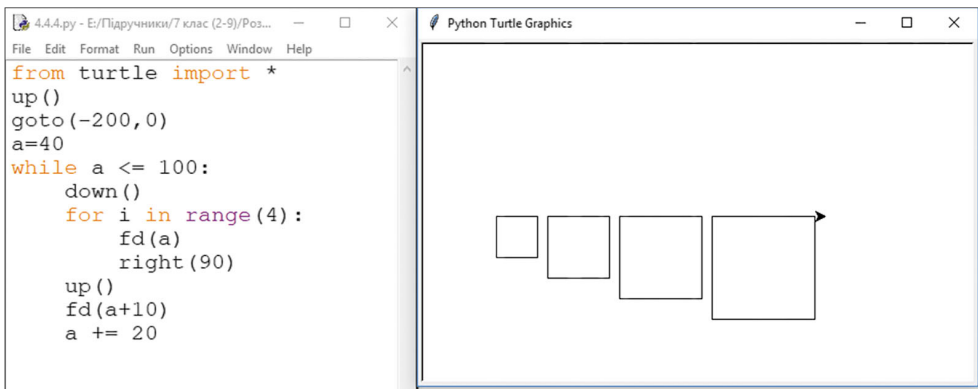 4.4.4.py - E:/Підручники/7 клас (2-9)/Роз...
File Edit Format Run Options Window Help
from turtle import *
up()
goto(-200,0)
a=40
while a <= 100:
    down()
    for i in range(4):
        fd(a)
        right(90)
    up()
    fd(a+10)
    a += 20
Python Turtle Graphics